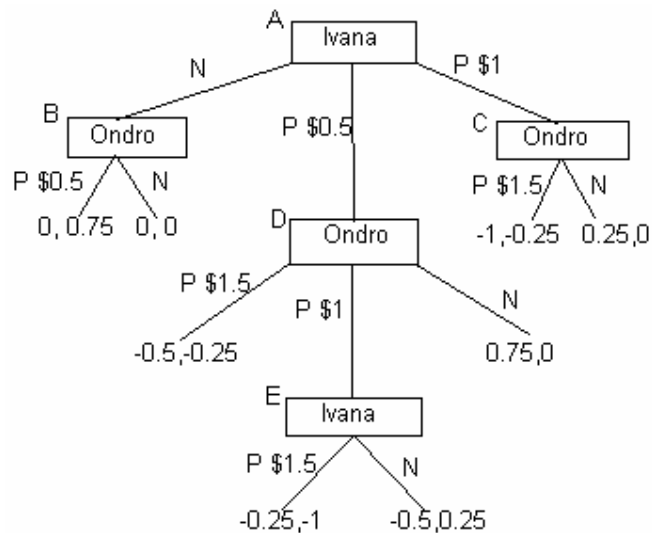 A
Ivana
N
P $0.5
P $1
B
Ondro
C
Ondro
P $0.5
N
P $1.5
N
0, 0.75
0, 0
-1,-0.25
0.25,0
D
Ondro
P $1.5
P $1
N
-0.5,-0.25
0.75,0
E
Ivana
P $1.5
N
-0.25,-1
-0.5,0.25